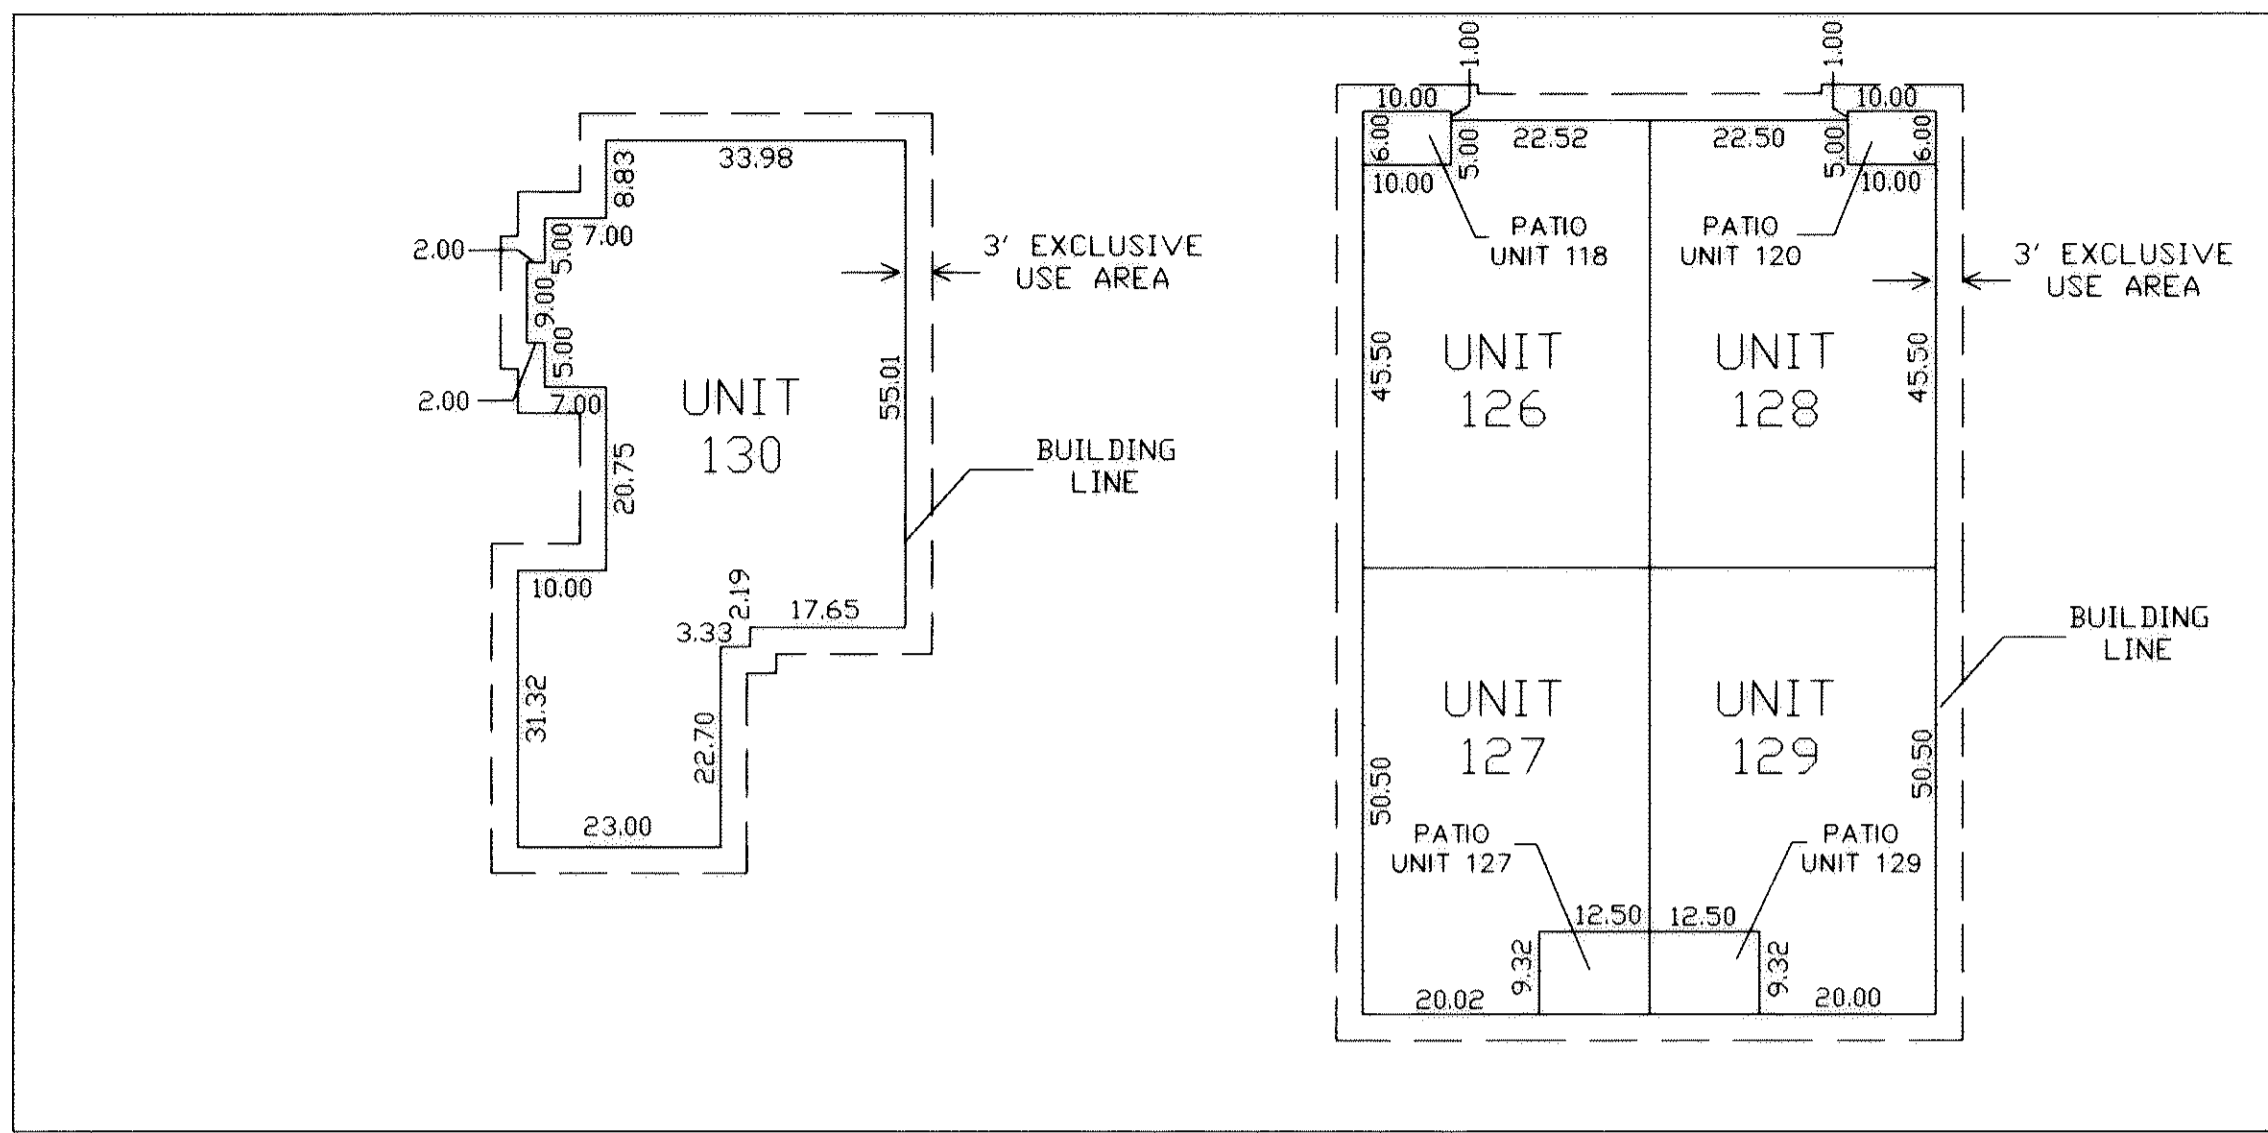 33.98
8.83
7.00
2.00
5.00
9.00
5.00
2.00
7.00
3' EXCLUSIVE
USE AREA
UNIT
130
55.01
BUILDING
LINE
20.75
10.00
2.19
17.65
3.33
31.32
22.70
23.00
1.00
1.00
10.00
10.00
6.00
5.00
22.52
22.50
5.00
6.00
10.00
10.00
PATIO
UNIT 118
PATIO
UNIT 120
3' EXCLUSIVE
USE AREA
UNIT
126
UNIT
128
45.50
45.50
BUILDING
LINE
UNIT
127
UNIT
129
50.50
50.50
PATIO
UNIT 127
PATIO
UNIT 129
12.50
12.50
9.32
9.32
20.02
20.00